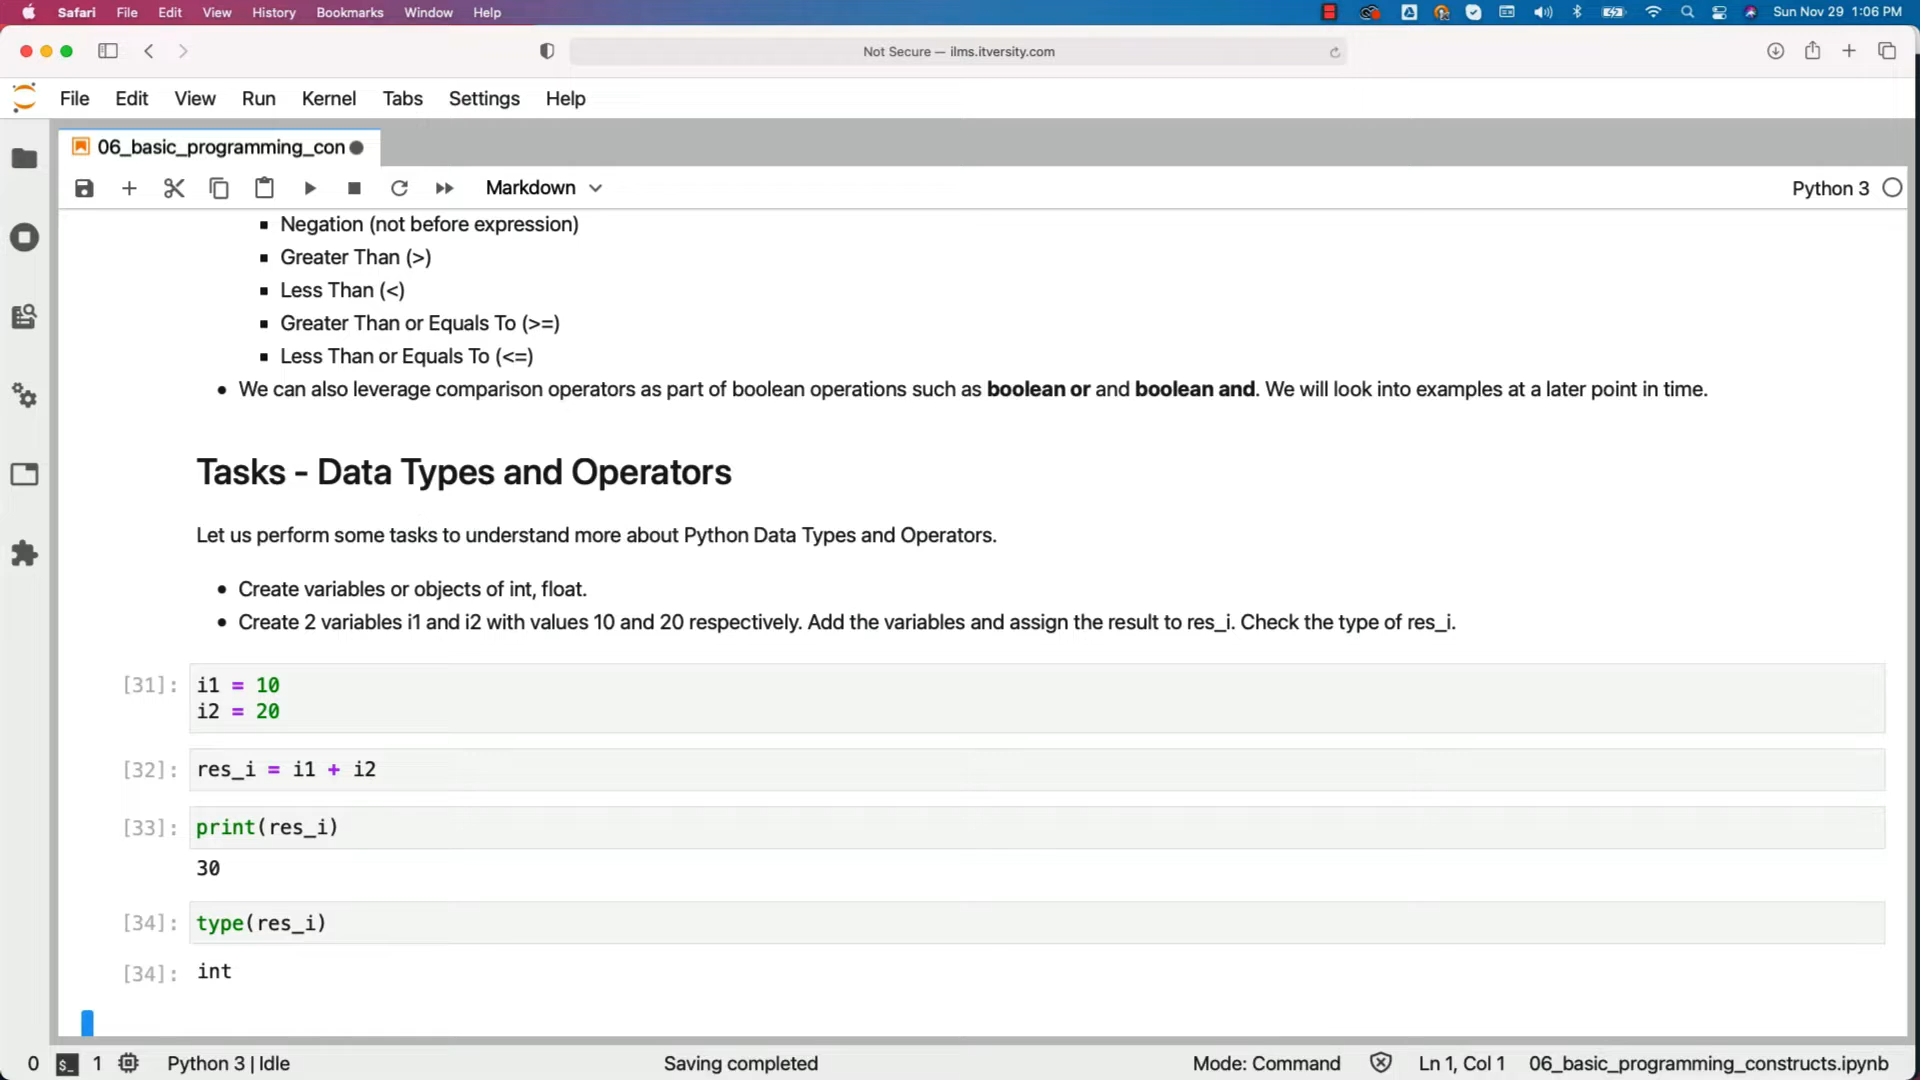 Safari File Edit View History Bookmarks Window Help Sun Nov 29 1:06 PM
Not Secure — ilms.itversity.com
File Edit View Run Kernel Tabs Settings Help
06_basic_programming_con
Markdown Python 3
Negation (not before expression)
Greater Than (>)
Less Than (<)
Greater Than or Equals To (>=)
Less Than or Equals To (<=)
We can also leverage comparison operators as part of boolean operations such as boolean or and boolean and. We will look into examples at a later point in time.
Tasks - Data Types and Operators
Let us perform some tasks to understand more about Python Data Types and Operators.
Create variables or objects of int, float.
Create 2 variables i1 and i2 with values 10 and 20 respectively. Add the variables and assign the result to res_i. Check the type of res_i.
[31]: i1 = 10
i2 = 20
[32]: res_i = i1 + i2
[33]: print(res_i)
30
[34]: type(res_i)
[34]: int
0 $_ 1 Python 3 | Idle Saving completed Mode: Command Ln 1, Col 1 06_basic_programming_constructs.ipynb